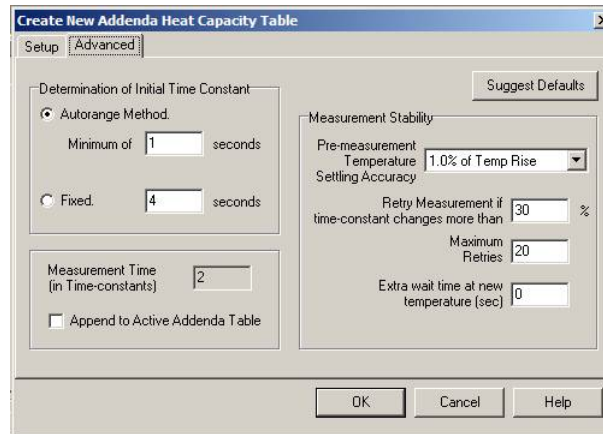 Create New Addenda Heat Capacity Table
Setup Advanced
Suggest Defaults
Determination of Initial Time Constant
Autorange Method.
Minimum of 1 seconds
Fixed. 4 seconds
Measurement Time
(in Time-constants) 2
Append to Active Addenda Table
Measurement Stability
Pre-measurement
Temperature 1.0% of Temp Rise
Settling Accuracy
Retry Measurement if
time-constant changes more than 30 %
Maximum
Retries 20
Extra wait time at new
temperature (sec) 0
OK Cancel Help